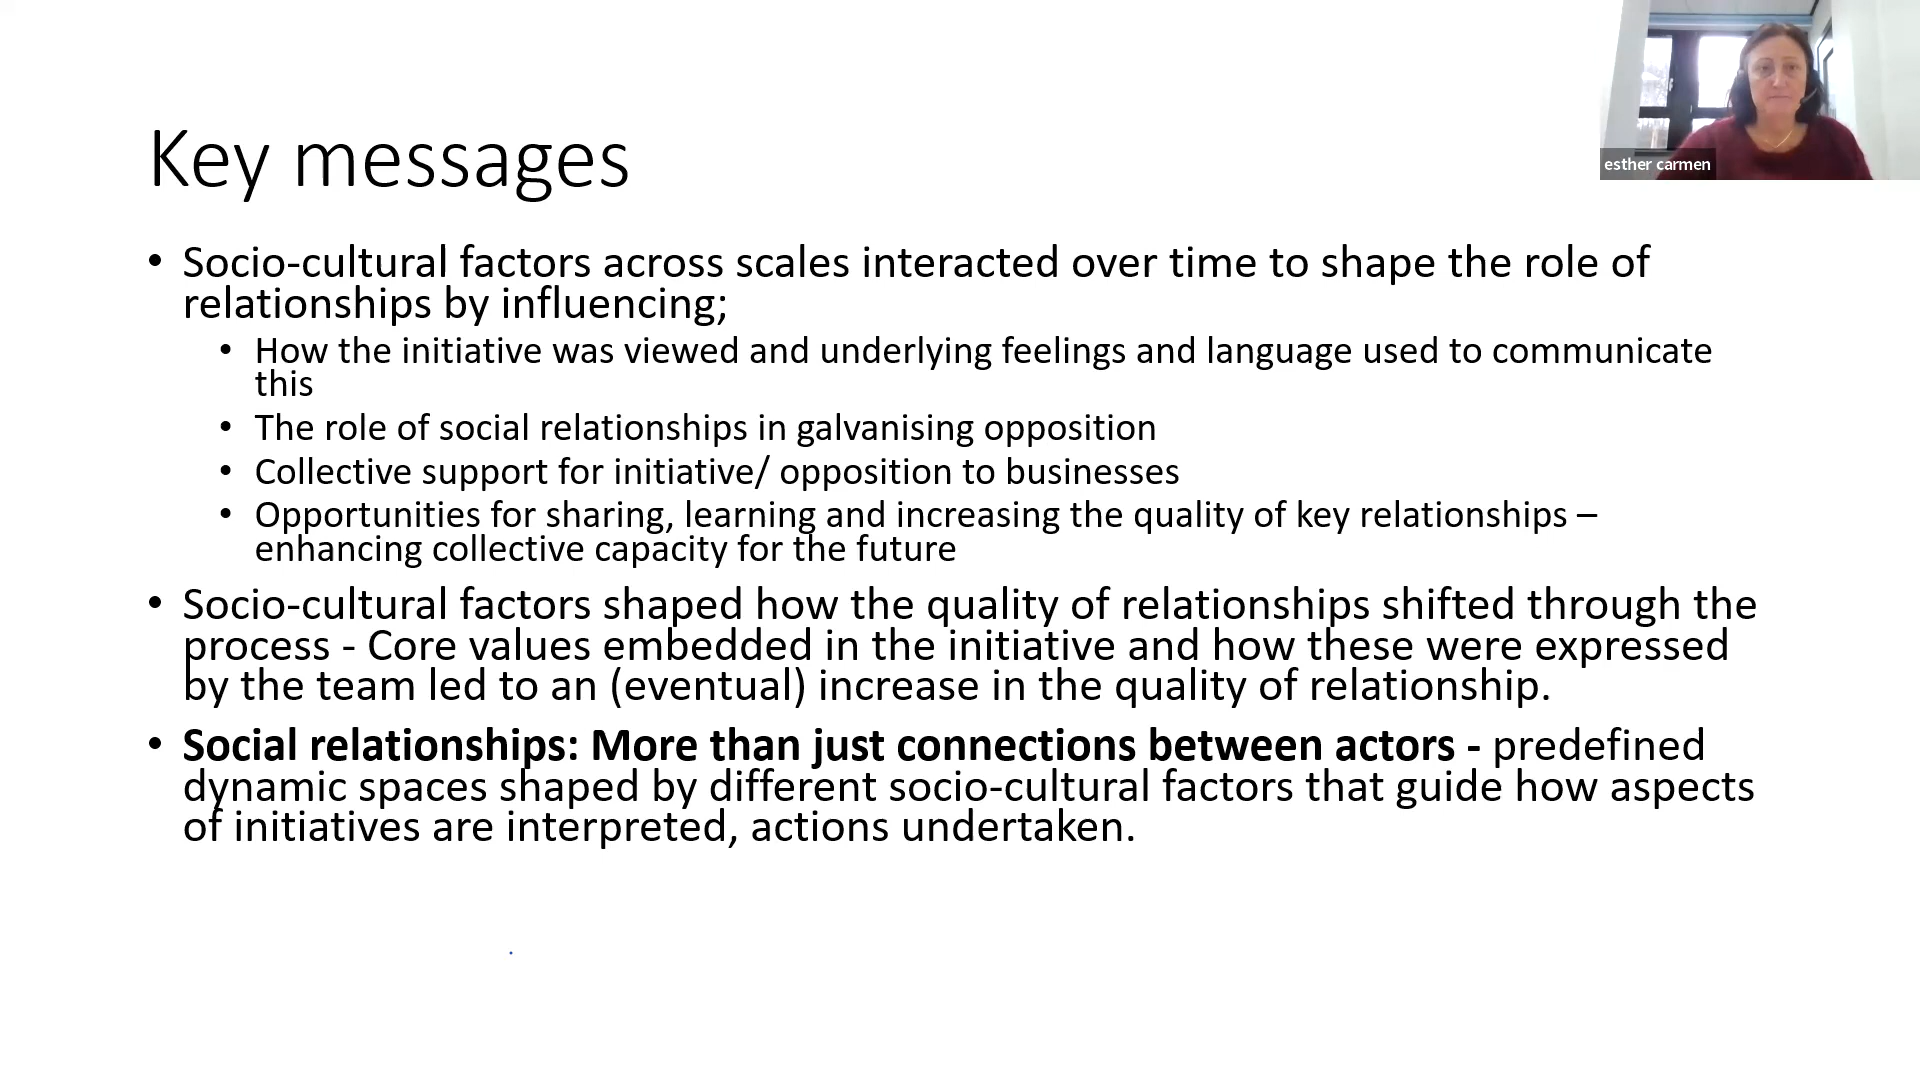 esther carmen
Key messages
• Socio-cultural factors across scales interacted over time to shape the role of
relationships by influencing;
• How the initiative was viewed and underlying feelings and language used to communicate
this
• The role of social relationships in galvanising opposition
• Collective support for initiative/ opposition to businesses
• Opportunities for sharing, learning and increasing the quality of key relationships –
enhancing collective capacity for the future
• Socio-cultural factors shaped how the quality of relationships shifted through the
process - Core values embedded in the initiative and how these were expressed
by the team led to an (eventual) increase in the quality of relationship.
• Social relationships: More than just connections between actors - predefined
dynamic spaces shaped by different socio-cultural factors that guide how aspects
of initiatives are interpreted, actions undertaken.